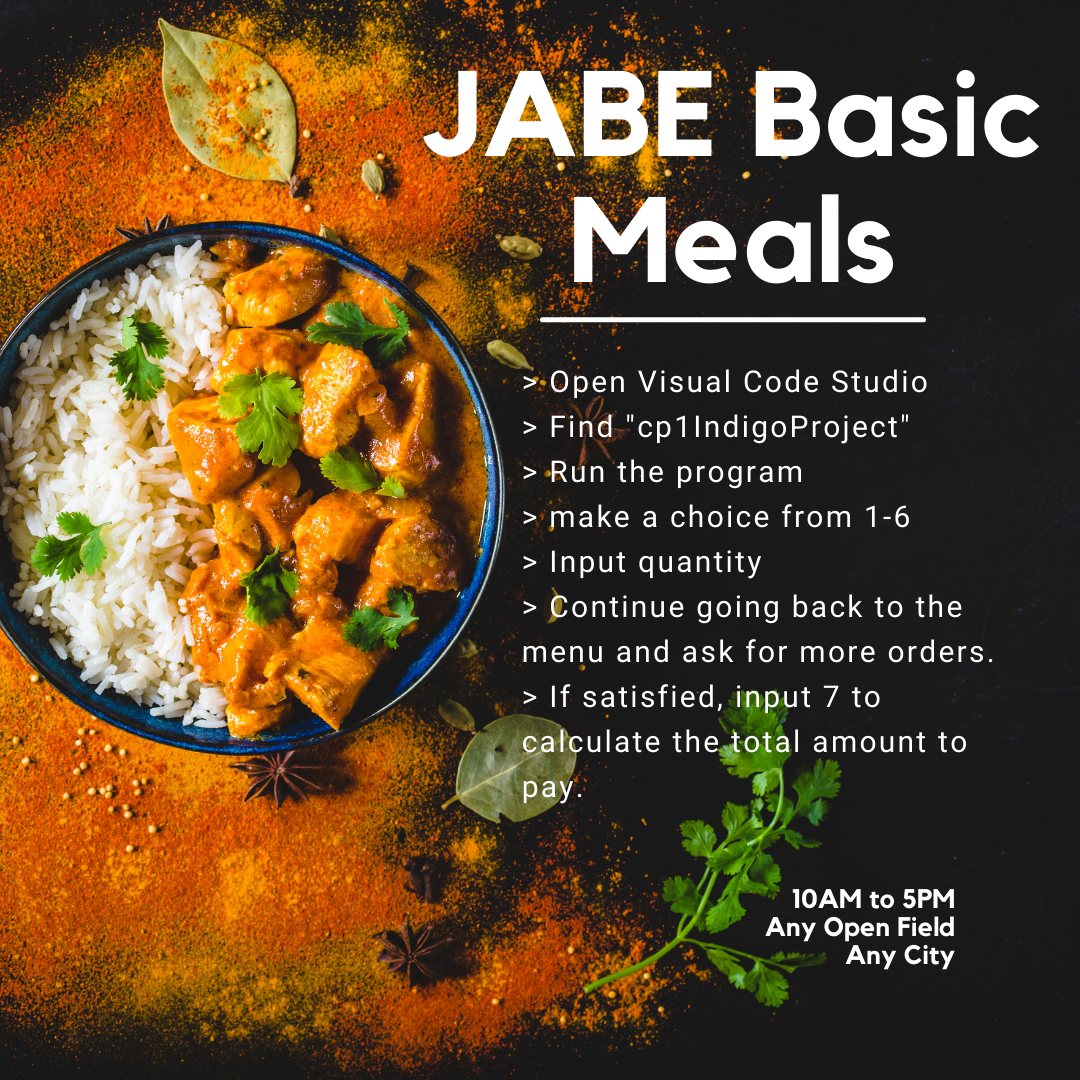 JABE Basic
Meals
> Open Visual Code Studio
> Find "cp1IndigoProject"
> Run the program
> make a choice from 1-6
> Input quantity
> Continue going back to the
menu and ask for more orders.
> If satisfied, input 7 to
calculate the total amount to
pay.
10AM to 5PM
Any Open Field
Any City